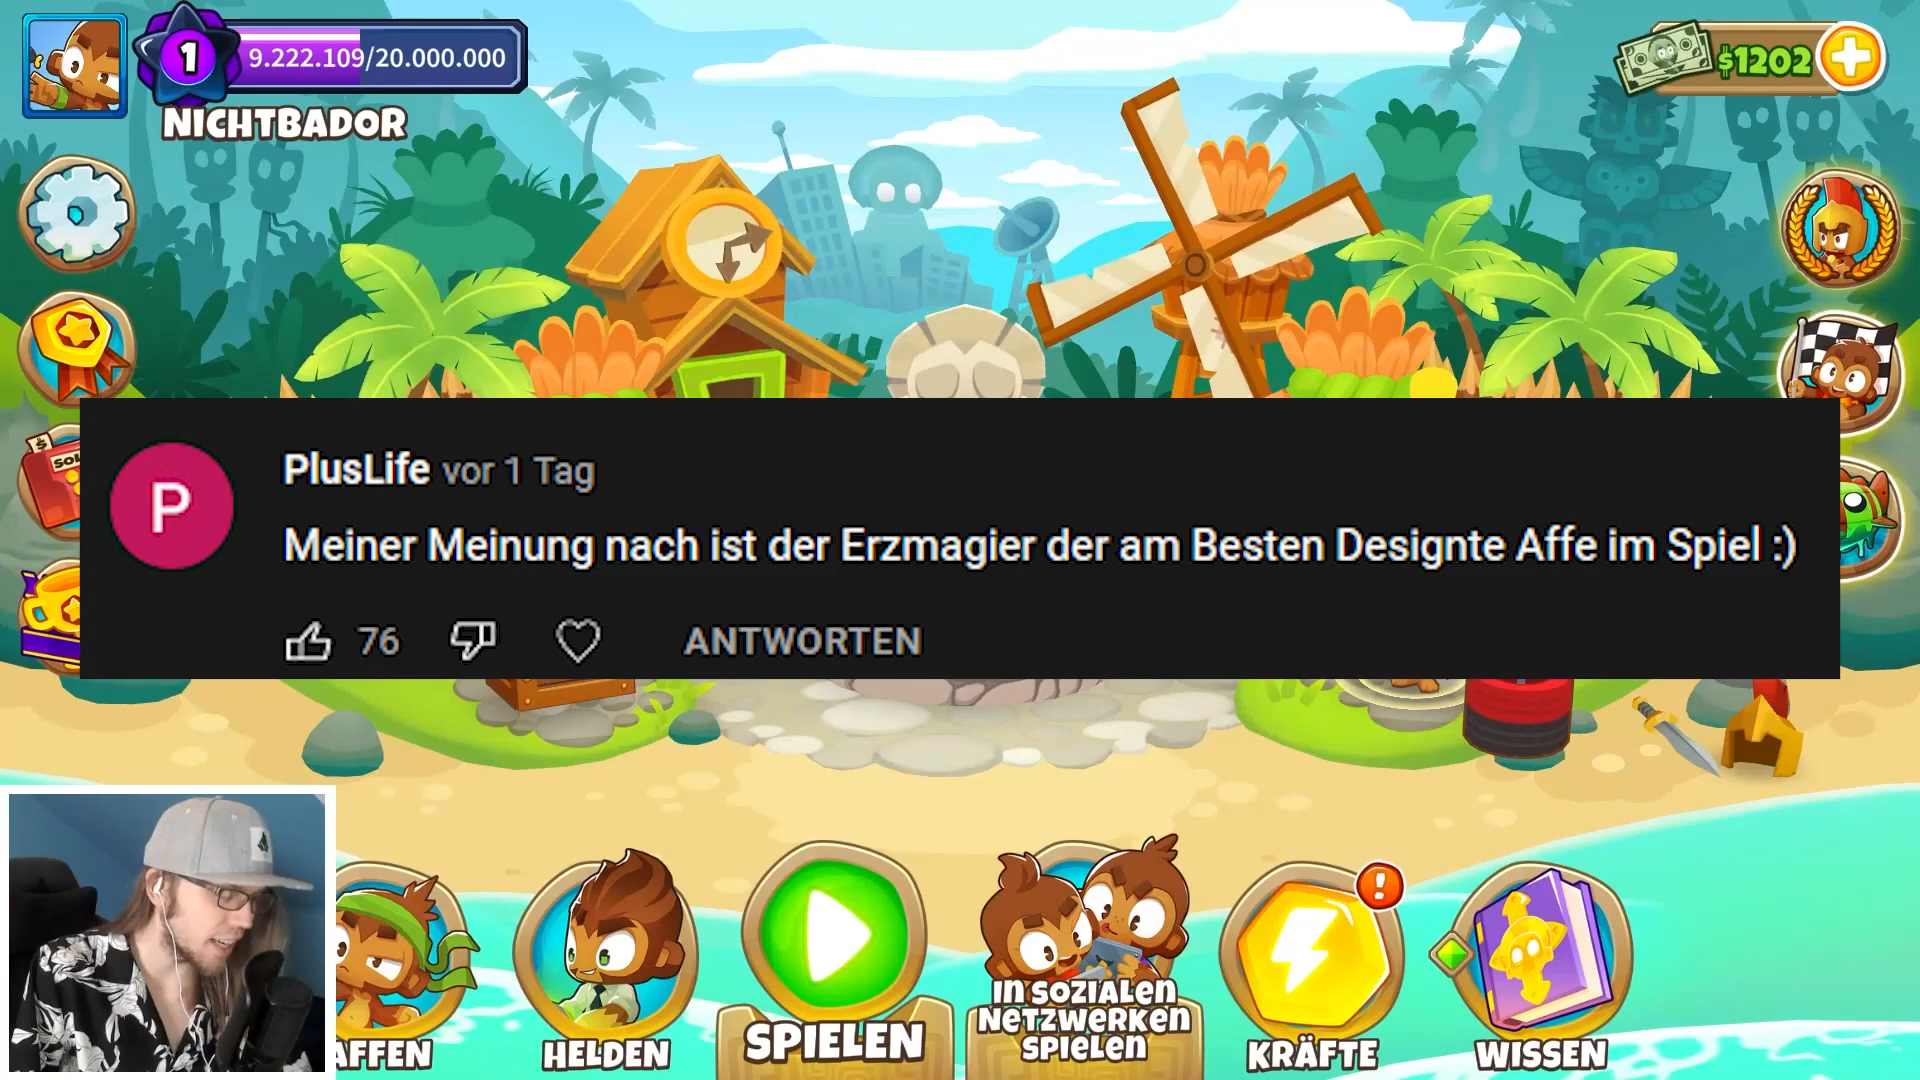 1
9.222.109/20.000.000
NICHTBADOR
$1202
PlusLife vor 1 Tag
Meiner Meinung nach ist der Erzmagier der am Besten Designte Affe im Spiel :)
76
ANTWORTEN
AFFEN
HELDEN
SPIELEN
IN SOZIALEN
NETZWERKEN
SPIELEN
!
KRÄFTE
WISSEN
P
$